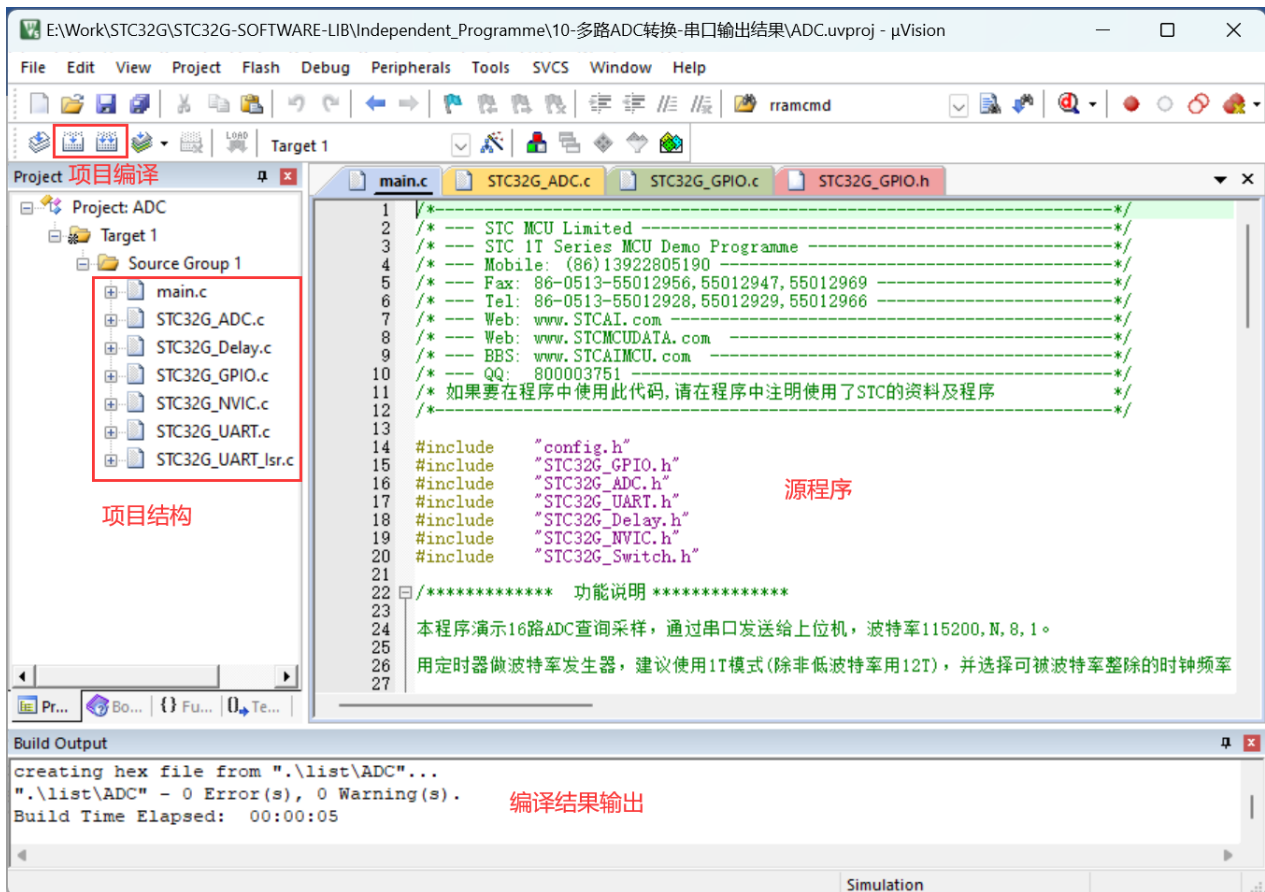 E:\Work\STC32G\STC32G-SOFTWARE-LIB\Independent_Programme\10-多路ADC转换-串口输出结果\ADC.uvproj - µVision
File Edit View Project Flash Debug Peripherals Tools SVCS Window Help
rramcmd
LOAD Target 1
Project 项目编译
main.c STC32G_ADC.c STC32G_GPIO.c STC32G_GPIO.h
Project: ADC
Target 1
Source Group 1
main.c
STC32G_ADC.c
STC32G_Delay.c
STC32G_GPIO.c
STC32G_NVIC.c
STC32G_UART.c
STC32G_UART_Isr.c
项目结构
1 /*---------------------------------------------------------------------*/
2 /* --- STC MCU Limited ------------------------------------------------*/
3 /* --- STC 1T Series MCU Demo Programme -------------------------------*/
4 /* --- Mobile: (86)13922805190 ----------------------------------------*/
5 /* --- Fax: 86-0513-55012956,55012947,55012969 ------------------------*/
6 /* --- Tel: 86-0513-55012928,55012929,55012966 ------------------------*/
7 /* --- Web: www.STCAI.com ---------------------------------------------*/
8 /* --- Web: www.STCMCUDATA.com ---------------------------------------*/
9 /* --- BBS: www.STCAIMCU.com -----------------------------------------*/
10 /* --- QQ: 800003751 -------------------------------------------------*/
11 /* 如果要在程序中使用此代码,请在程序中注明使用了STC的资料及程序 */
12 /*---------------------------------------------------------------------*/
13
14 #include "config.h"
15 #include "STC32G_GPIO.h"
16 #include "STC32G_ADC.h"
17 #include "STC32G_UART.h"
18 #include "STC32G_Delay.h"
19 #include "STC32G_NVIC.h"
20 #include "STC32G_Switch.h"
源程序
21
22 /************* 功能说明 **************
23
24 本程序演示16路ADC查询采样，通过串口发送给上位机，波特率115200,N,8,1。
25
26 用定时器做波特率发生器，建议使用1T模式(除非低波特率用12T)，并选择可被波特率整除的时钟频率
27
Pr... Bo... {} Fu... Te...
Build Output
creating hex file from ".\list\ADC"...
".\list\ADC" - 0 Error(s), 0 Warning(s).
Build Time Elapsed: 00:00:05
编译结果输出
Simulation